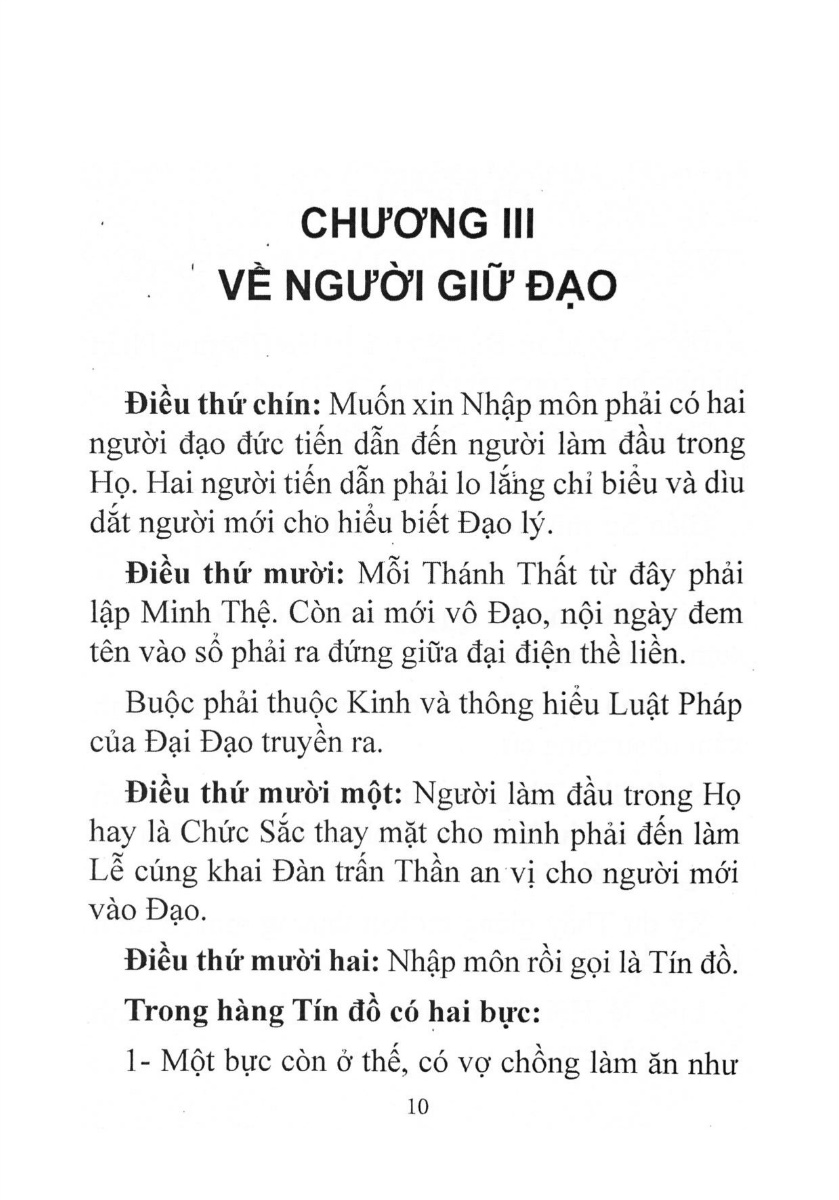 CHƯƠNG III
VỀ NGƯỜI GIỮ ĐẠO
Điều thứ chín: Muốn xin Nhập môn phải có hai
người đạo đức tiến dẫn đến người làm đầu trong
Họ. Hai người tiến dẫn phải lo lắng chỉ biểu và dìu
dắt người mới cho hiểu biết Đạo lý.
Điều thứ mười: Mỗi Thánh Thất từ đây phải
lập Minh Thệ. Còn ai mới vô Đạo, nội ngày đem
tên vào sổ phải ra đứng giữa đại điện thề liền.
Buộc phải thuộc Kinh và thông hiểu Luật Pháp
của Đại Đạo truyền ra.
Điều thứ mười một: Người làm đầu trong Họ
hay là Chức Sắc thay mặt cho mình phải đến làm
Lễ cúng khai Đàn trấn Thần an vị cho người mới
vào Đạo.
Điều thứ mười hai: Nhập môn rồi gọi là Tín đồ.
Trong hàng Tín đồ có hai bực:
1- Một bực còn ở thế, có vợ chồng làm ăn như
10